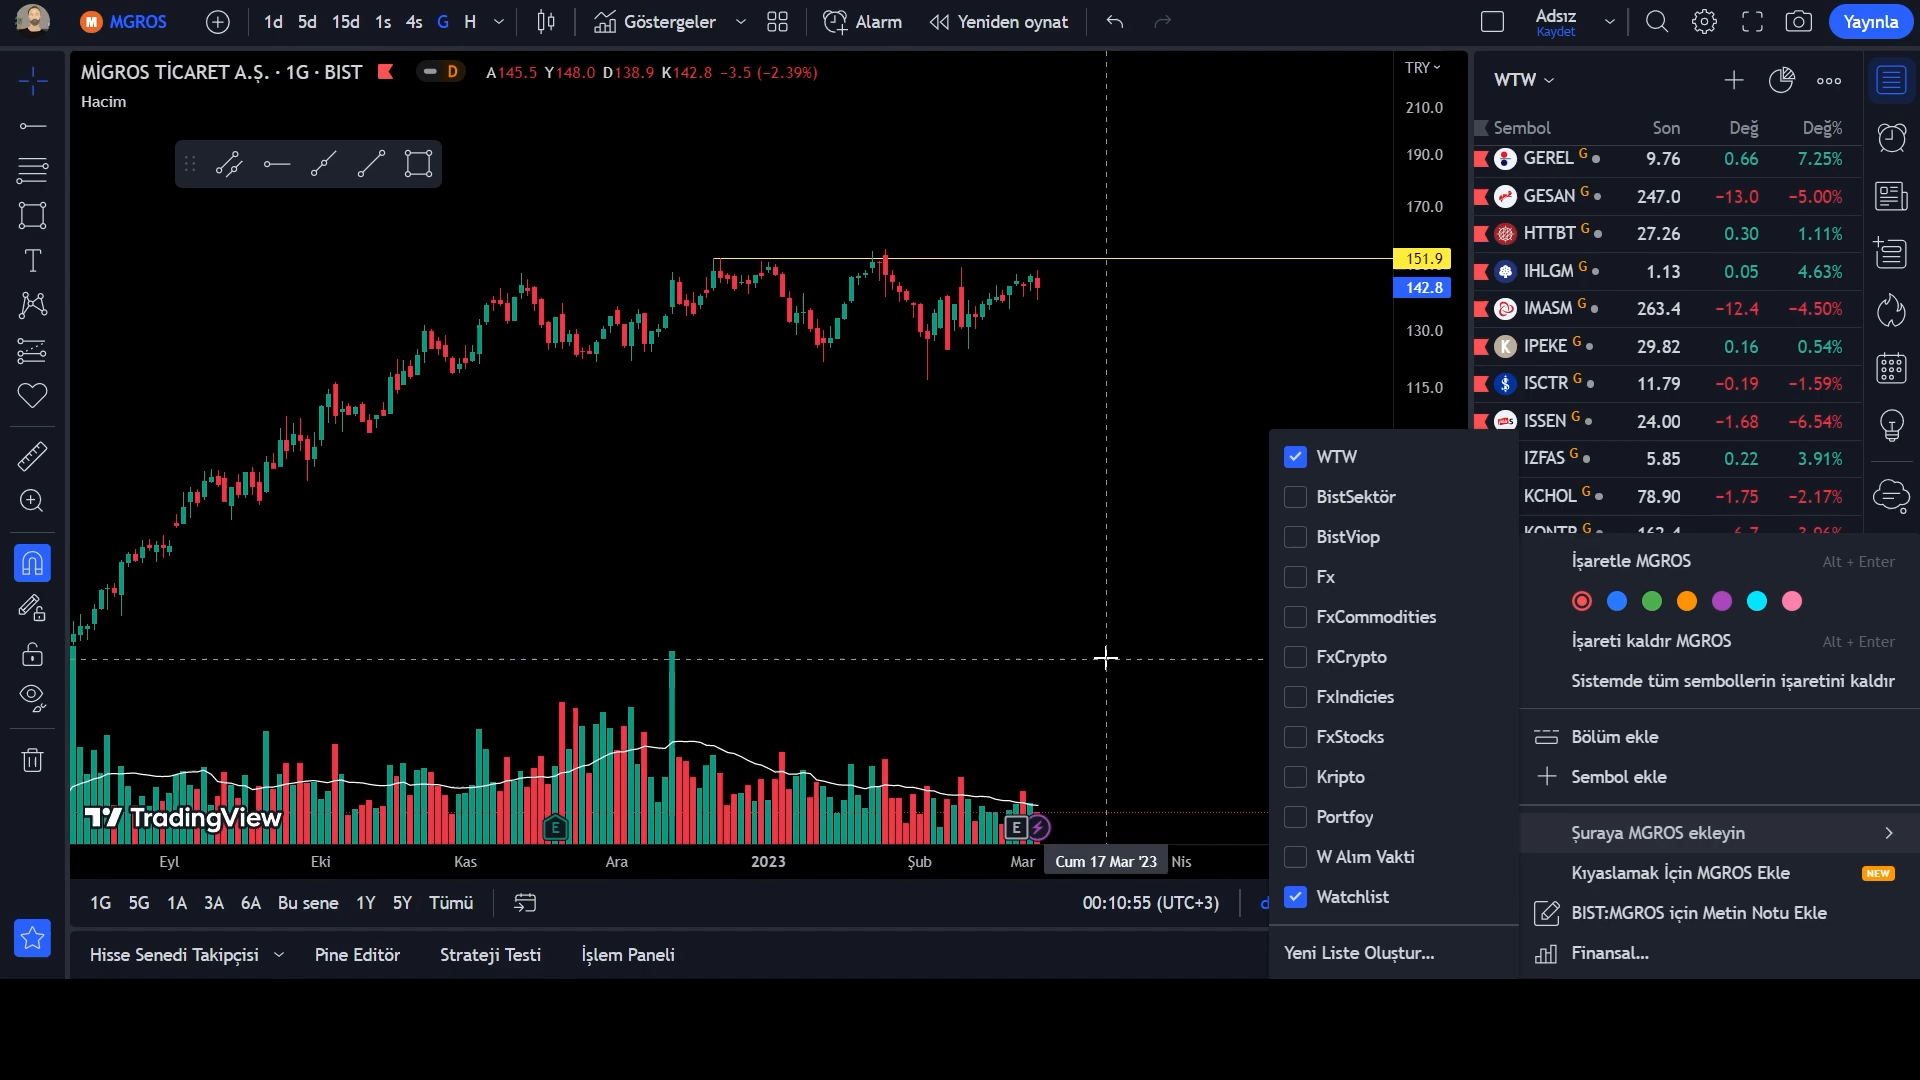 M MGROS 1d 5d 15d 1s 4s G H Göstergeler Alarm Yeniden oynat Adsız Kaydet Yayınla
MİGROS TİCARET A.Ş. · 1G · BIST D A145.5 Y148.0 D138.9 K142.8 −3.5 (−2.39%)
Hacim
TRY
210.0
190.0
170.0
151.9
142.8
130.0
115.0
WTW
Sembol Son Değ Değ%
GEREL G 9.76 0.66 7.25%
GESAN G 247.0 −13.0 −5.00%
HTTBT G 27.26 0.30 1.11%
IHLGM G 1.13 0.05 4.63%
IMASM G 263.4 −12.4 −4.50%
K IPEKE G 29.82 0.16 0.54%
ISCTR G 11.79 −0.19 −1.59%
ISSEN G 24.00 −1.68 −6.54%
IZFAS G 5.85 0.22 3.91%
KCHOL G 78.90 −1.75 −2.17%
KONTR G 162.4 −6.7 −3.96%
WTW
BistSektör
BistViop
Fx
FxCommodities
FxCrypto
FxIndicies
FxStocks
Kripto
Portfoy
W Alım Vakti
Watchlist
Yeni Liste Oluştur...
İşaretle MGROS Alt + Enter
İşareti kaldır MGROS Alt + Enter
Sistemde tüm sembollerin işaretini kaldır
Bölüm ekle
Sembol ekle
Şuraya MGROS ekleyin
Kıyaslamak İçin MGROS Ekle NEW
BIST:MGROS için Metin Notu Ekle
Finansal...
TradingView
E E
Eyl Eki Kas Ara 2023 Şub Mar Cum 17 Mar '23 Nis
1G 5G 1A 3A 6A Bu sene 1Y 5Y Tümü 00:10:55 (UTC+3)
Hisse Senedi Takipçisi Pine Editör Strateji Testi İşlem Paneli